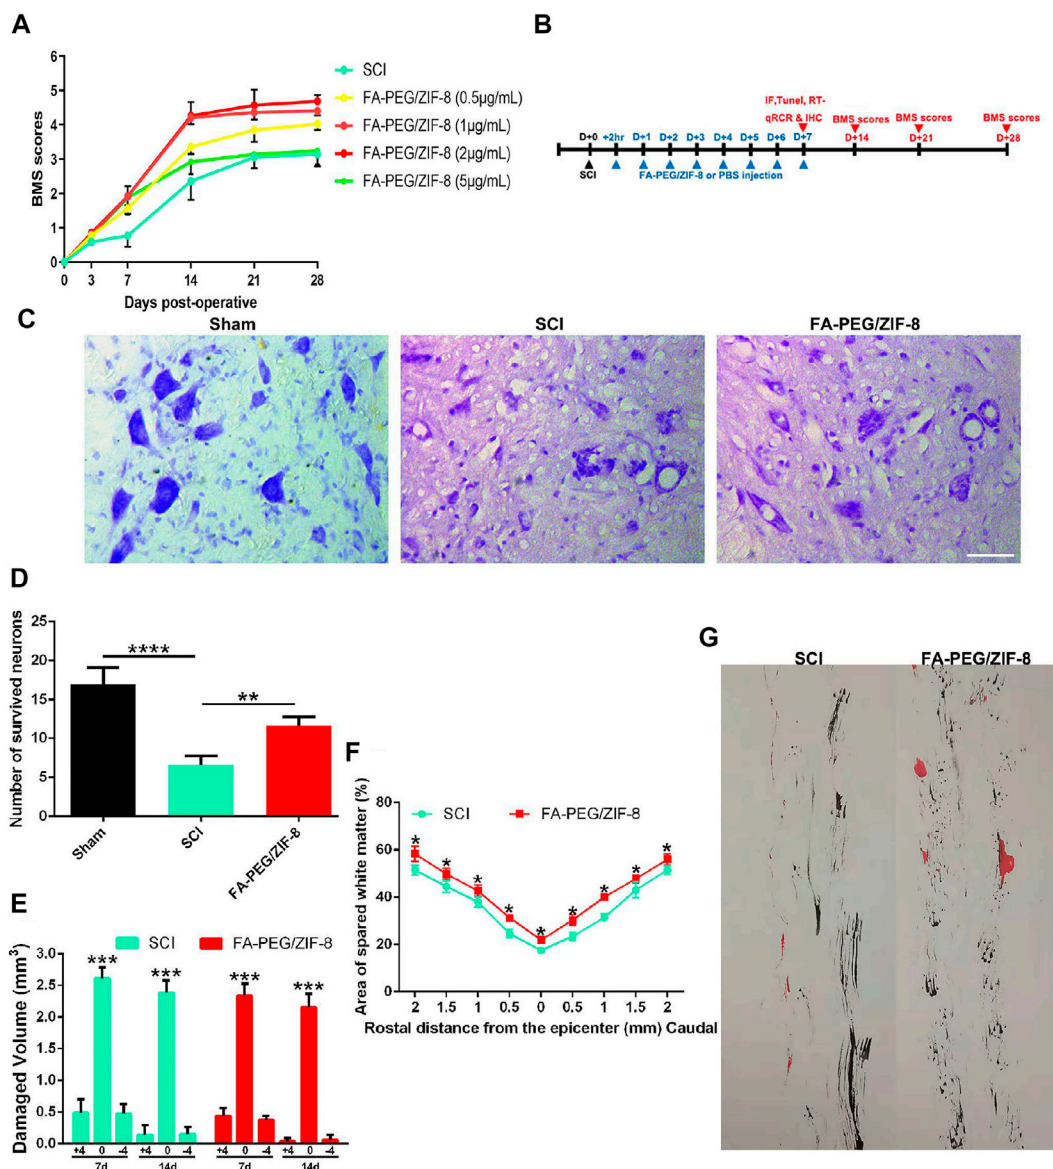 A
BMS scores
6
5
4
3
2
1
0
0 3 7 14 21 28
Days post-operative
SCI
FA-PEG/ZIF-8 (0.5μg/mL)
FA-PEG/ZIF-8 (1μg/mL)
FA-PEG/ZIF-8 (2μg/mL)
FA-PEG/ZIF-8 (5μg/mL)
B
IF,Tunel, RT-
qRCR & IHC BMS scores BMS scores BMS scores
D+0 +2hr D+1 D+2 D+3 D+4 D+5 D+6 D+7 D+14 D+21 D+28
SCI
FA-PEG/ZIF-8 or PBS injection
C
Sham SCI FA-PEG/ZIF-8
D
Number of survived neurons
25
20
15
10
5
0
****
**
Sham SCI FA-PEG/ZIF-8
E
SCI FA-PEG/ZIF-8
Damaged Volume (mm³)
3.0
2.5
2.0
1.5
1.0
0.5
0.0
*** *** *** ***
+4 0 -4 +4 0 -4 +4 0 -4 +4 0 -4
7d 14d 7d 14d
F
Area of spared white matter (%)
80
60
40
20
0
SCI FA-PEG/ZIF-8
* * * * * * * * *
2 1.5 1 0.5 0 0.5 1 1.5 2
Rostal distance from the epicenter (mm) Caudal
G
SCI FA-PEG/ZIF-8